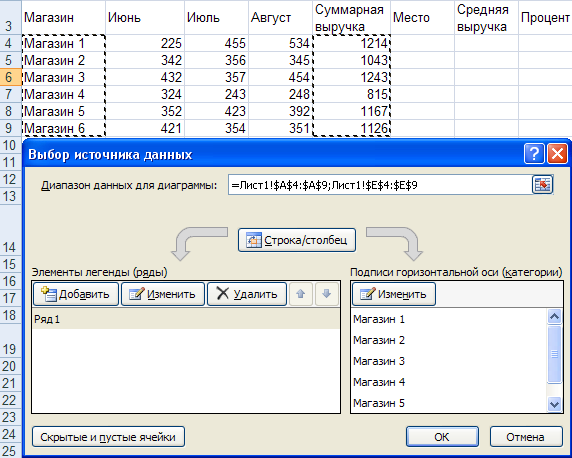 3 Магазин Июнь Июль Август Суммарная выручка Место Средняя выручка Процент
4 Магазин 1 225 455 534 1214
5 Магазин 2 342 356 345 1043
6 Магазин 3 432 357 454 1243
7 Магазин 4 324 243 248 815
8 Магазин 5 352 423 392 1167
9 Магазин 6 421 354 351 1126
10
11
12
13
14
15
16
17
18
19
20
21
22
23
24
25
Выбор источника данных
Диапазон данных для диаграммы: =Лист1!$A$4:$A$9;Лист1!$E$4:$E$9
Строка/столбец
Элементы легенды (ряды)
Добавить Изменить Удалить
Ряд1
Подписи горизонтальной оси (категории)
Изменить
Магазин 1
Магазин 2
Магазин 3
Магазин 4
Магазин 5
Скрытые и пустые ячейки
ОК Отмена